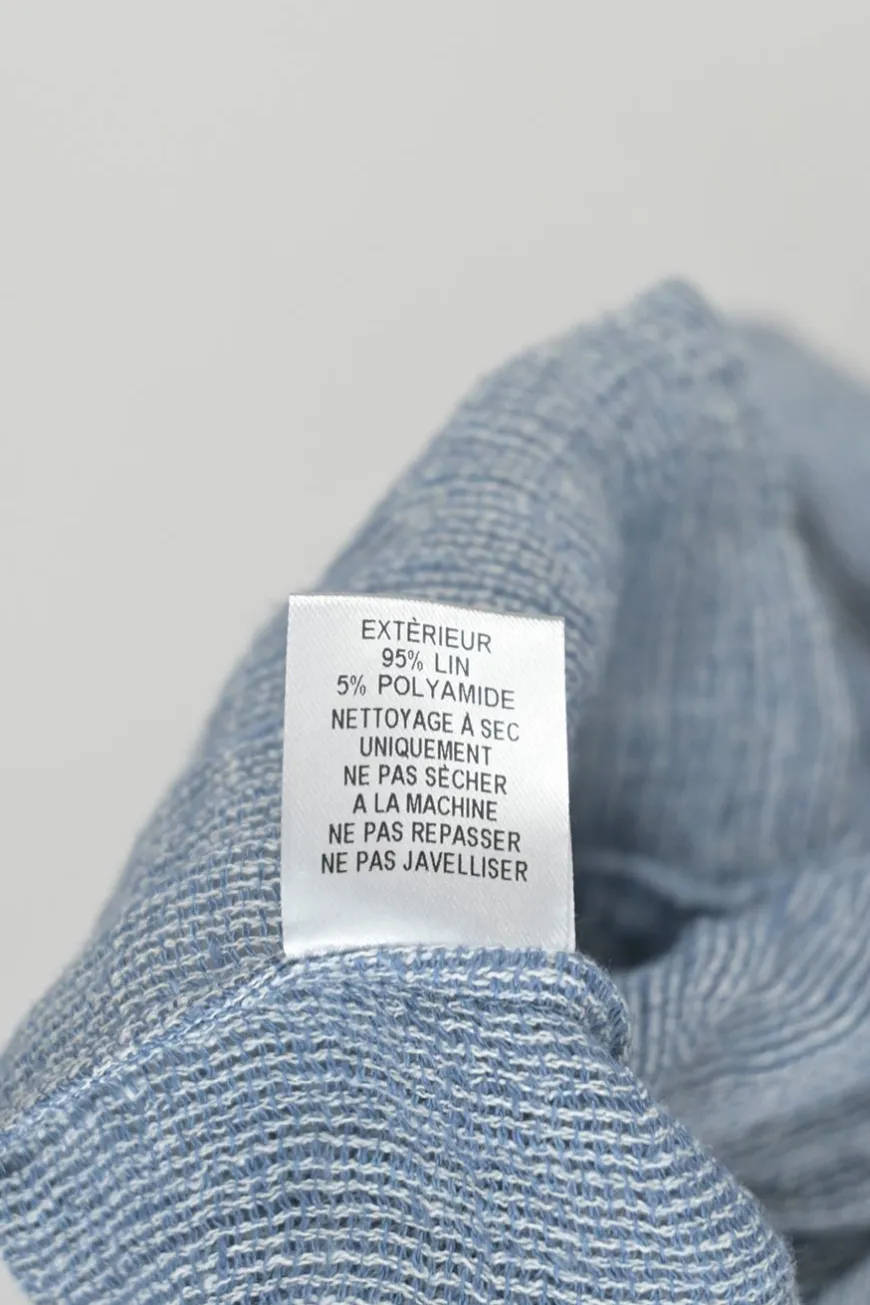 EXTÈRIEUR
95% LIN
5% POLYAMIDE
NETTOYAGE À SEC
UNIQUEMENT
NE PAS SÈCHER
A LA MACHINE
NE PAS REPASSER
NE PAS JAVELLISER